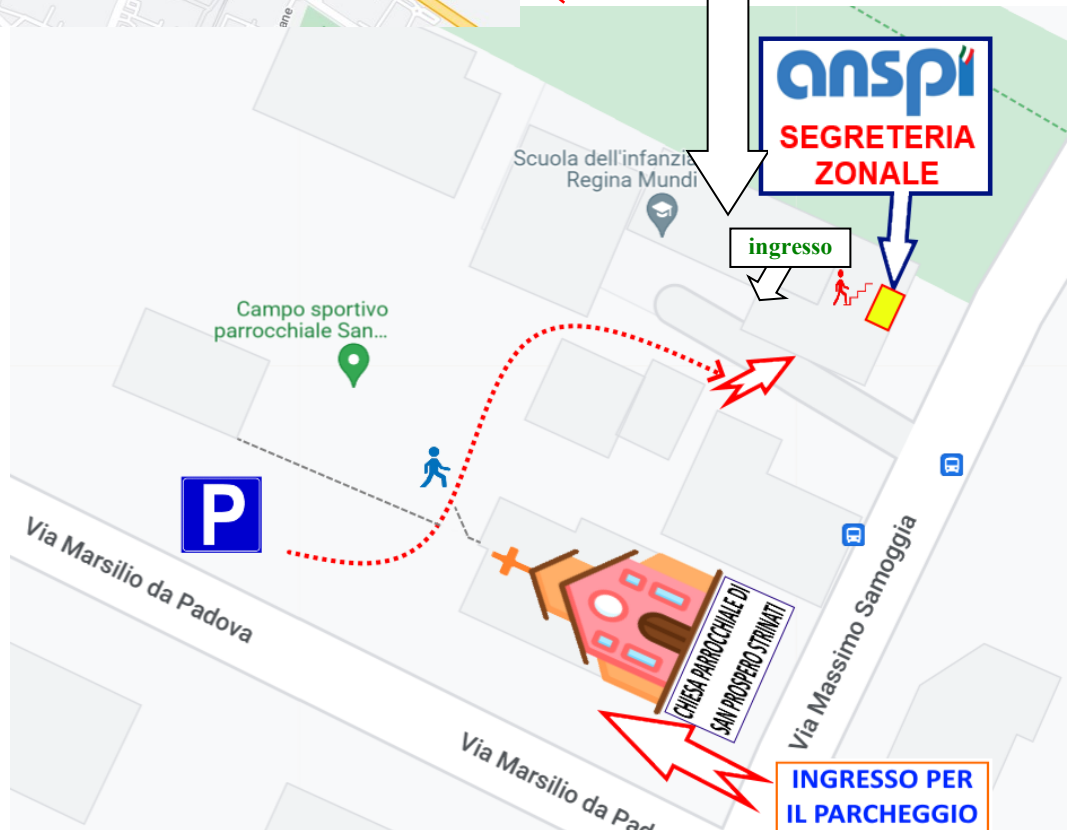 ane
anspi
SEGRETERIA
ZONALE
Scuola dell'infanzia
Regina Mundi
ingresso
Campo sportivo
parrocchiale San...
P
Via Marsilio da Padova
CHIESA PARROCCHIALE DI
SAN PROSPERO STRINATI
Via Massimo Samoggia
Via Marsilio da Pad
INGRESSO PER
IL PARCHEGGIO